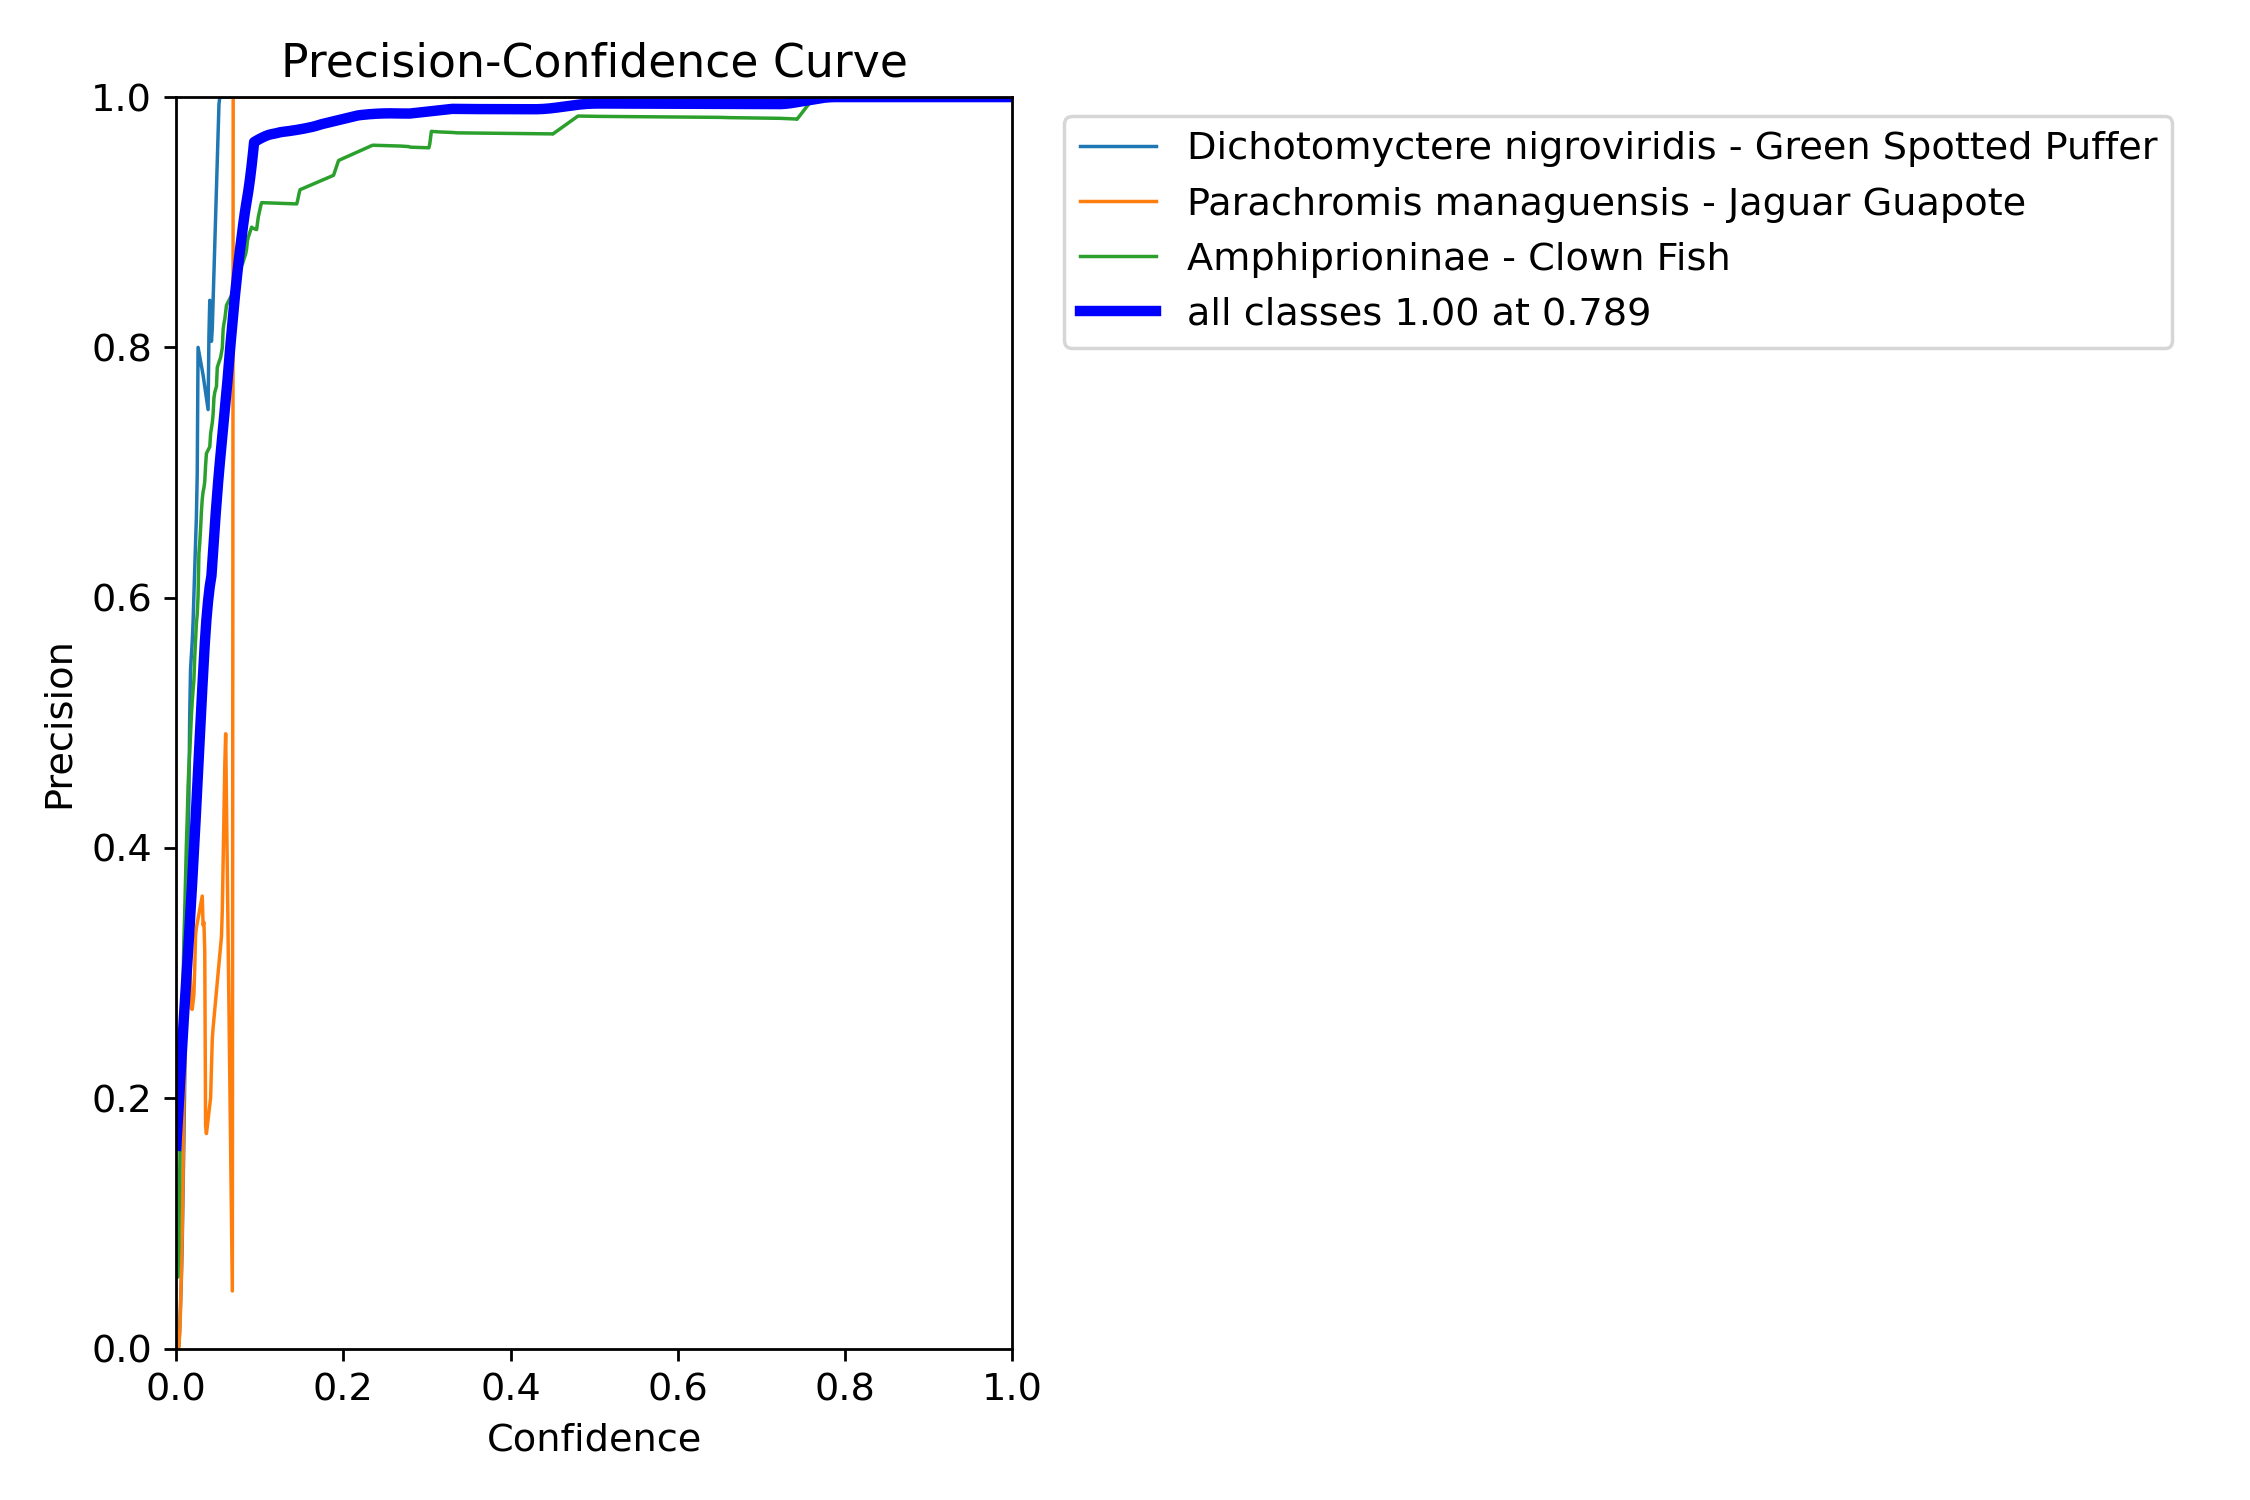 Precision-Confidence Curve
1.0
0.8
0.6
0.4
0.2
0.0
Precision
0.0 0.2 0.4 0.6 0.8 1.0
Confidence
Dichotomyctere nigroviridis - Green Spotted Puffer
Parachromis managuensis - Jaguar Guapote
Amphiprioninae - Clown Fish
all classes 1.00 at 0.789